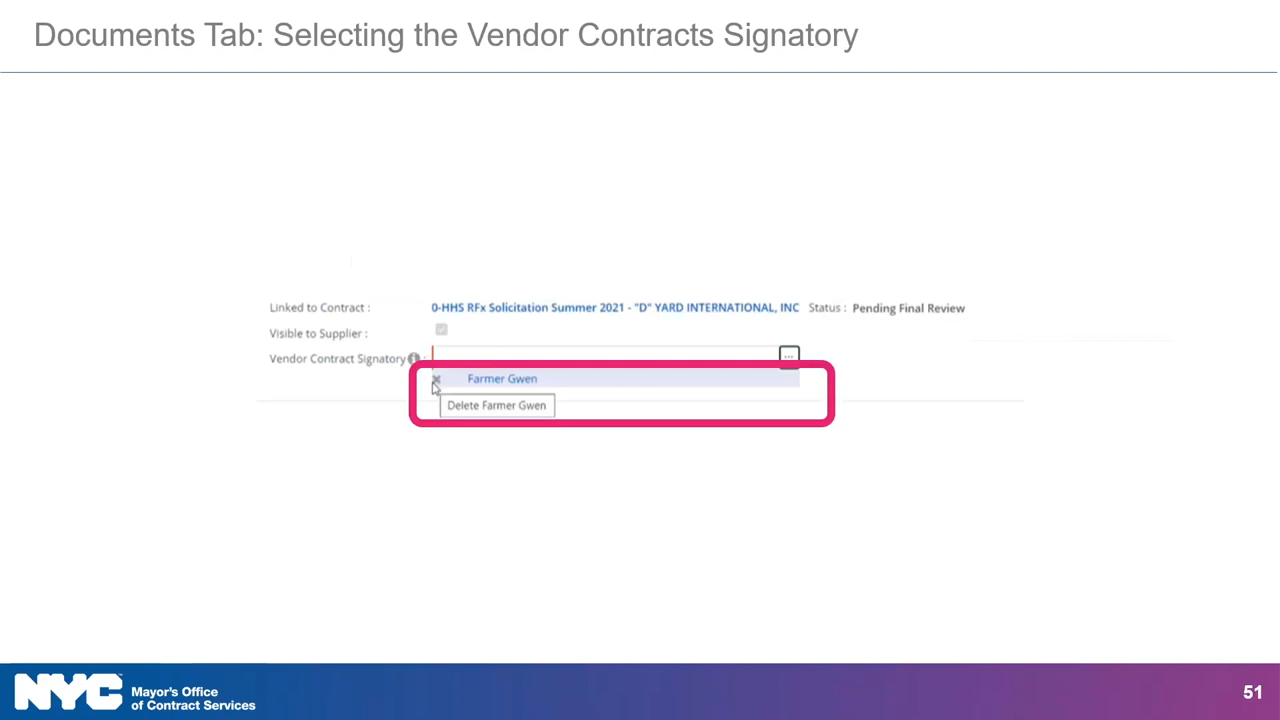 Documents Tab: Selecting the Vendor Contracts Signatory
Linked to Contract : 0-HHS RFx Solicitation Summer 2021 - "D" YARD INTERNATIONAL, INC Status : Pending Final Review
Visible to Supplier :
Vendor Contract Signatory i : ...
Farmer Gwen
Delete Farmer Gwen
NYC Mayor's Office
of Contract Services
51